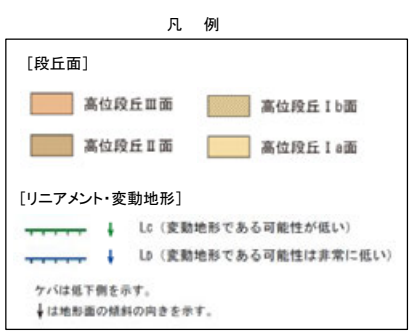 凡 例
[段丘面]
高位段丘Ⅲ面 高位段丘Ⅰb面
高位段丘Ⅱ面 高位段丘Ⅰa面
[リニアメント・変動地形]
Lc (変動地形である可能性が低い)
LD (変動地形である可能性は非常に低い)
ケバは低下側を示す。
↓は地形面の傾斜の向きを示す。